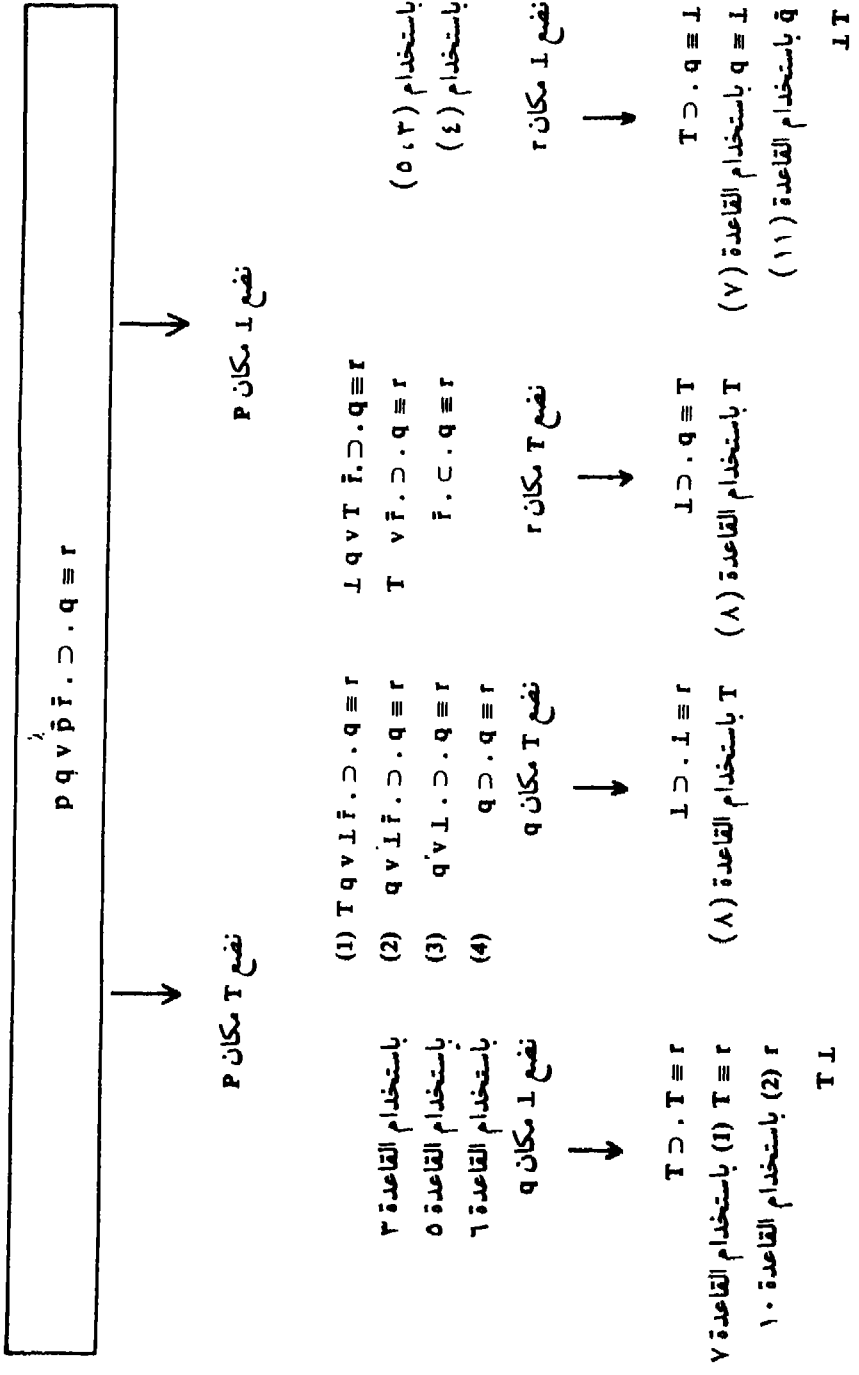 p q v p̄ r̄ . ⊃ . q ≡ r
نضع T مكان P
نضع ⊥ مكان P
(1) T q v ⊥ r̄ . ⊃ . q ≡ r
(2) q v ⊥ r̄ . ⊃ . q ≡ r باستخدام القاعدة ٣
(3) q v ⊥ . ⊃ . q ≡ r باستخدام القاعدة ٥
(4) q ⊃ . q ≡ r باستخدام القاعدة ٦
⊥ q v T r̄ . ⊃ . q ≡ r
T v r̄ . ⊃ . q ≡ r باستخدام (٥،٣)
r̄ . ⊂ . q ≡ r باستخدام (٤)
نضع ⊥ مكان q
نضع T مكان q
نضع T مكان r
نضع ⊥ مكان r
T ⊃ . T ≡ r
T ≡ r (1) باستخدام القاعدة ٧
r (2) باستخدام القاعدة ١٠
T ⊥
⊥ ⊃ . ⊥ ≡ r
T باستخدام القاعدة (٨)
⊥ ⊃ . q ≡ T
T باستخدام القاعدة (٨)
T ⊃ . q ≡ ⊥
q ≡ ⊥ باستخدام القاعدة (٧)
q̄ باستخدام القاعدة (١١)
⊥ T